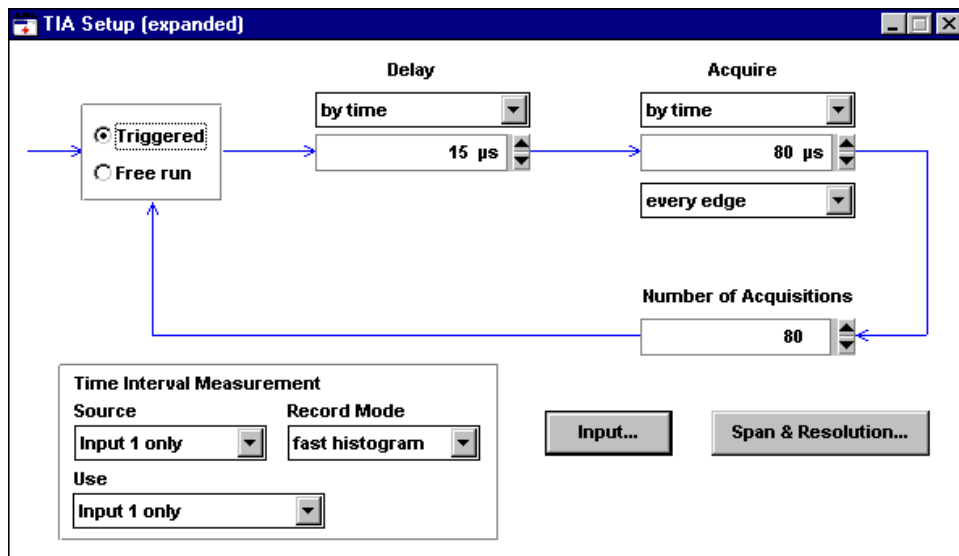 TIA Setup (expanded)
Delay
Acquire
by time
by time
Triggered
Free run
15 µs
80 µs
every edge
Number of Acquisitions
80
Time Interval Measurement
Source
Record Mode
Input 1 only
fast histogram
Use
Input 1 only
Input...
Span & Resolution...